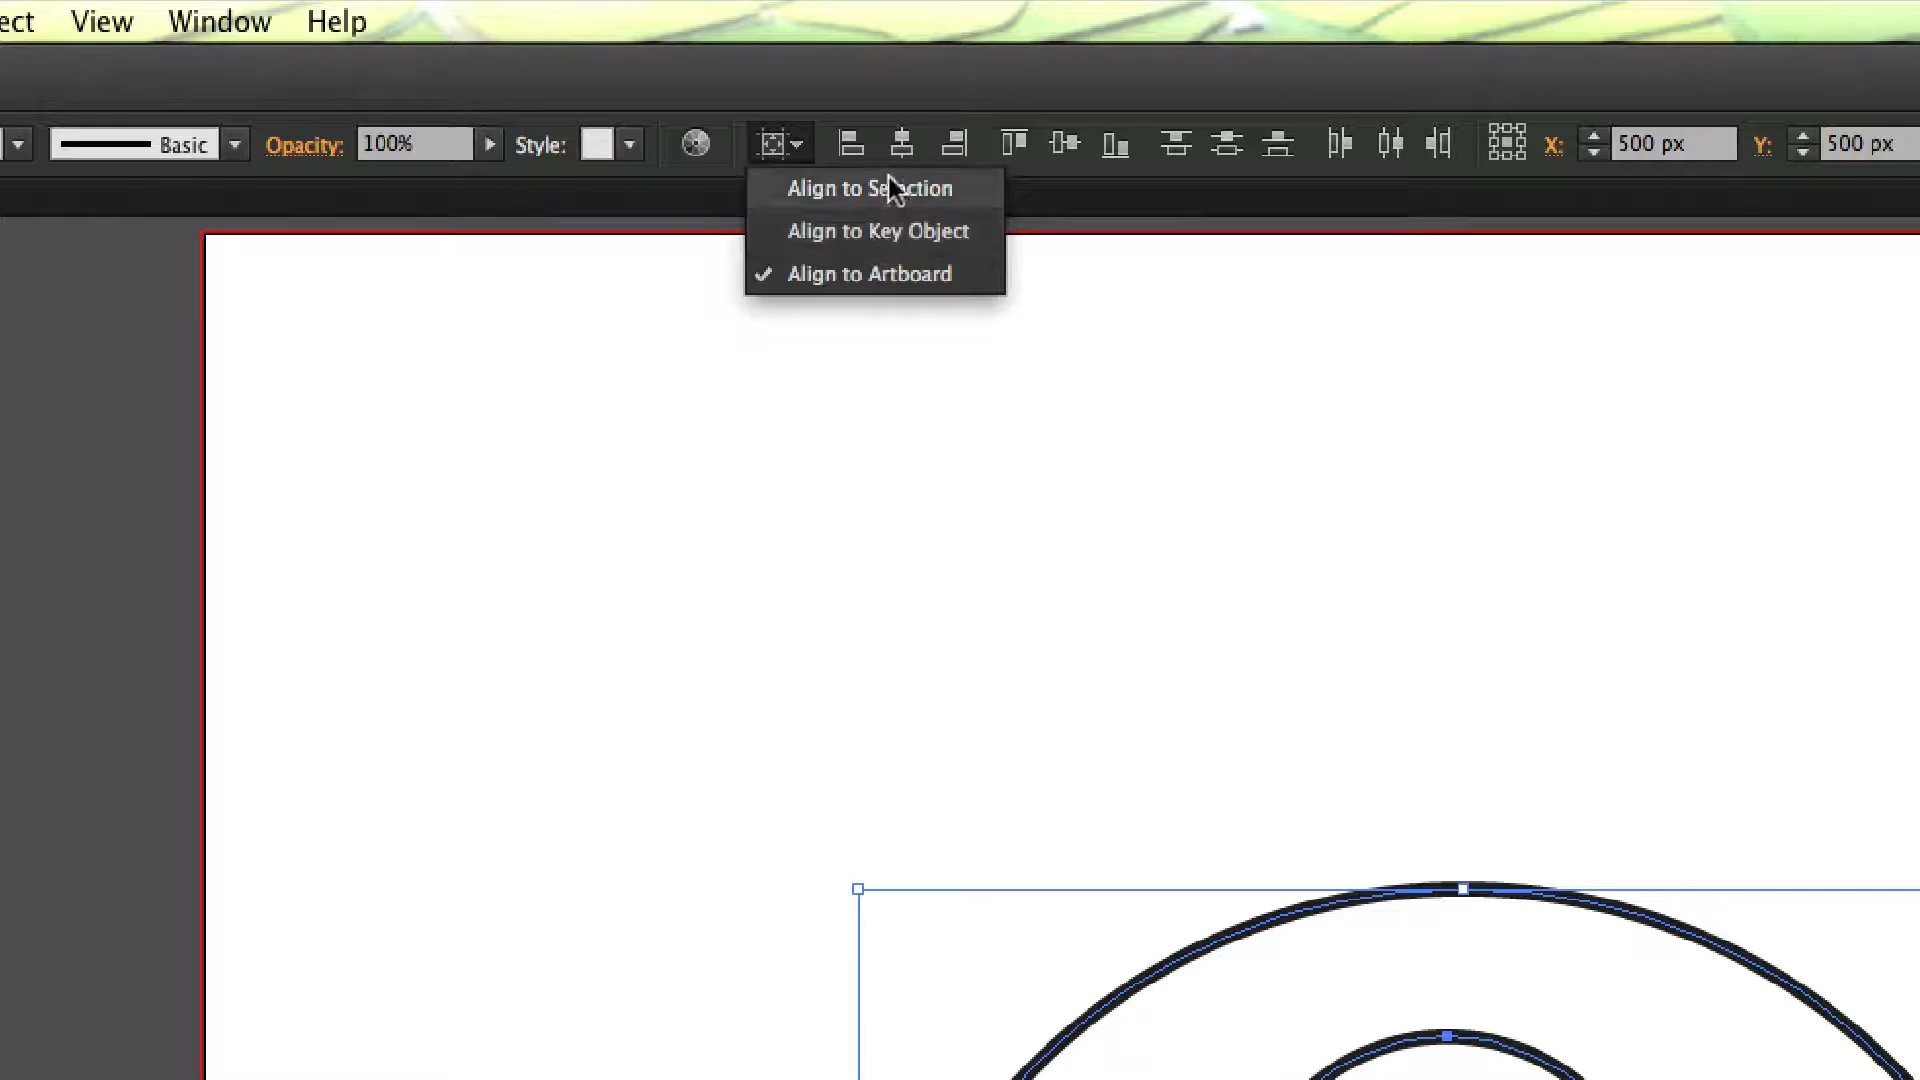 ect View Window Help
Basic Opacity: 100% Style: X: 500 px Y: 500 px
Align to Selection
Align to Key Object
Align to Artboard